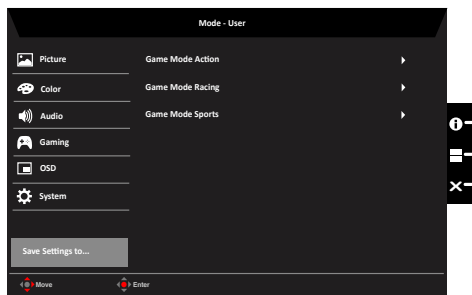 Mode - User
Picture
Game Mode Action
Color
Game Mode Racing
Audio
Game Mode Sports
Gaming
OSD
System
Save Settings to...
Move
Enter